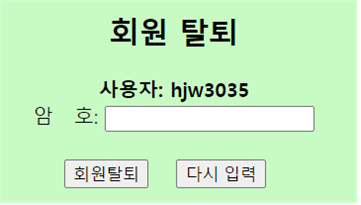 회원 탈퇴
사용자: hjw3035
암 호:
회원탈퇴 다시 입력